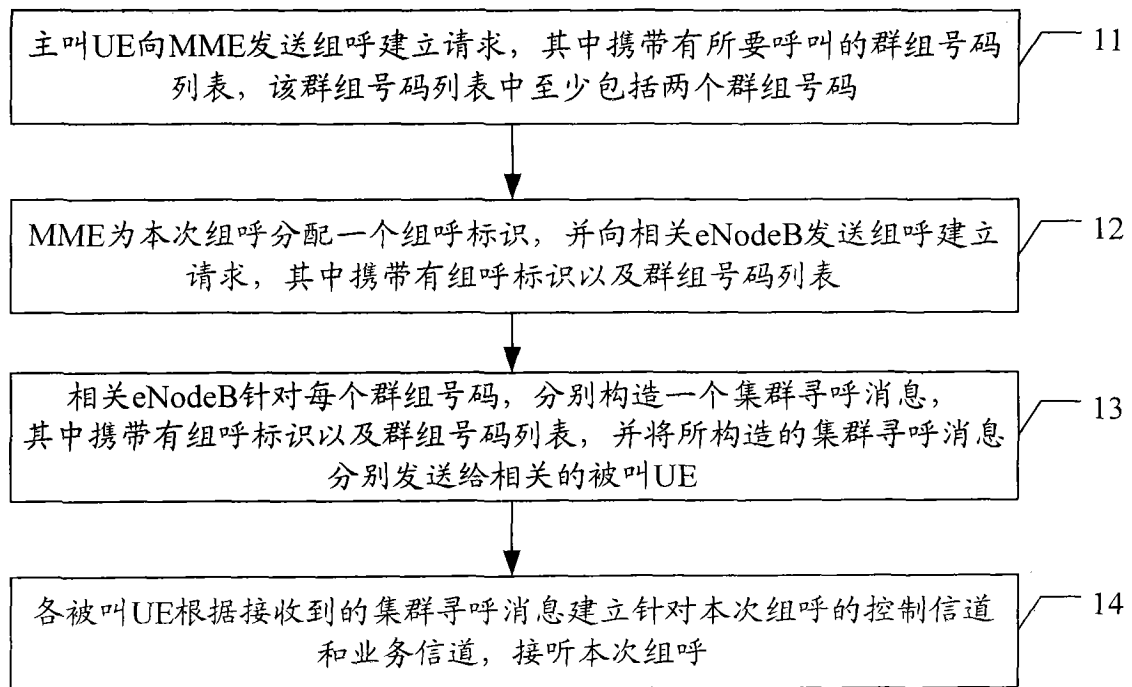 主叫UE向MME发送组呼建立请求，其中携带有所要呼叫的群组号码
列表，该群组号码列表中至少包括两个群组号码
11
MME为本次组呼分配一个组呼标识，并向相关eNodeB发送组呼建立
请求，其中携带有组呼标识以及群组号码列表
12
相关eNodeB针对每个群组号码，分别构造一个集群寻呼消息，
其中携带有组呼标识以及群组号码列表，并将所构造的集群寻呼消息
分别发送给相关的被叫UE
13
各被叫UE根据接收到的集群寻呼消息建立针对本次组呼的控制信道
和业务信道，接听本次组呼
14